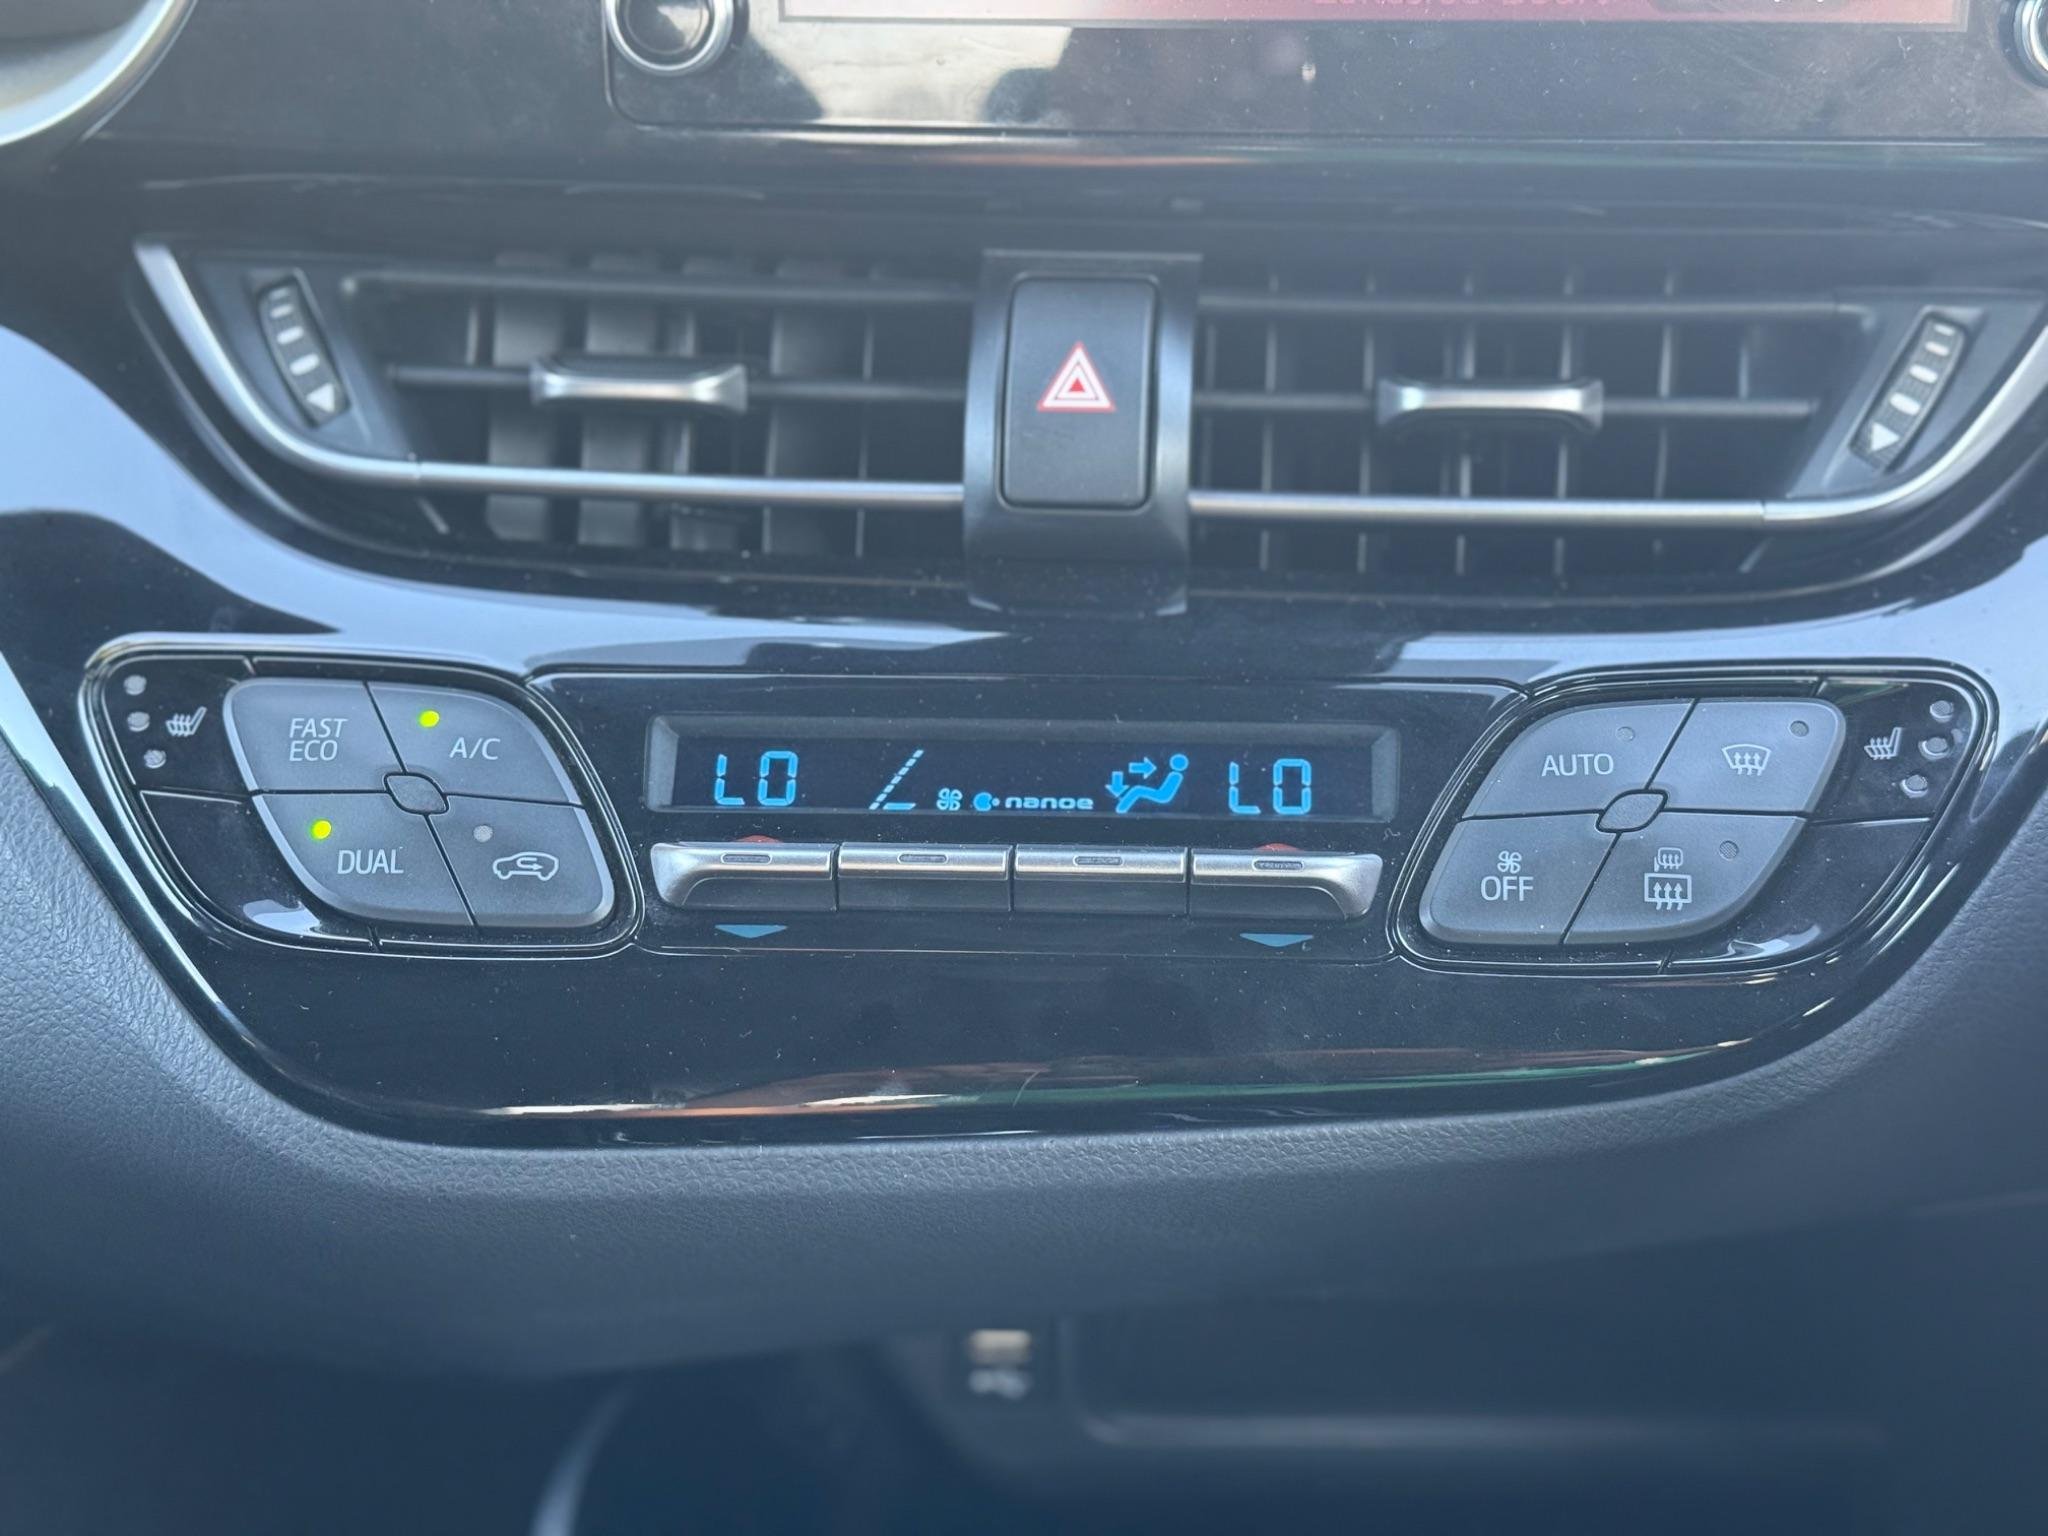 FAST
ECO
A/C
DUAL
LO
nanoe
LO
AUTO
OFF